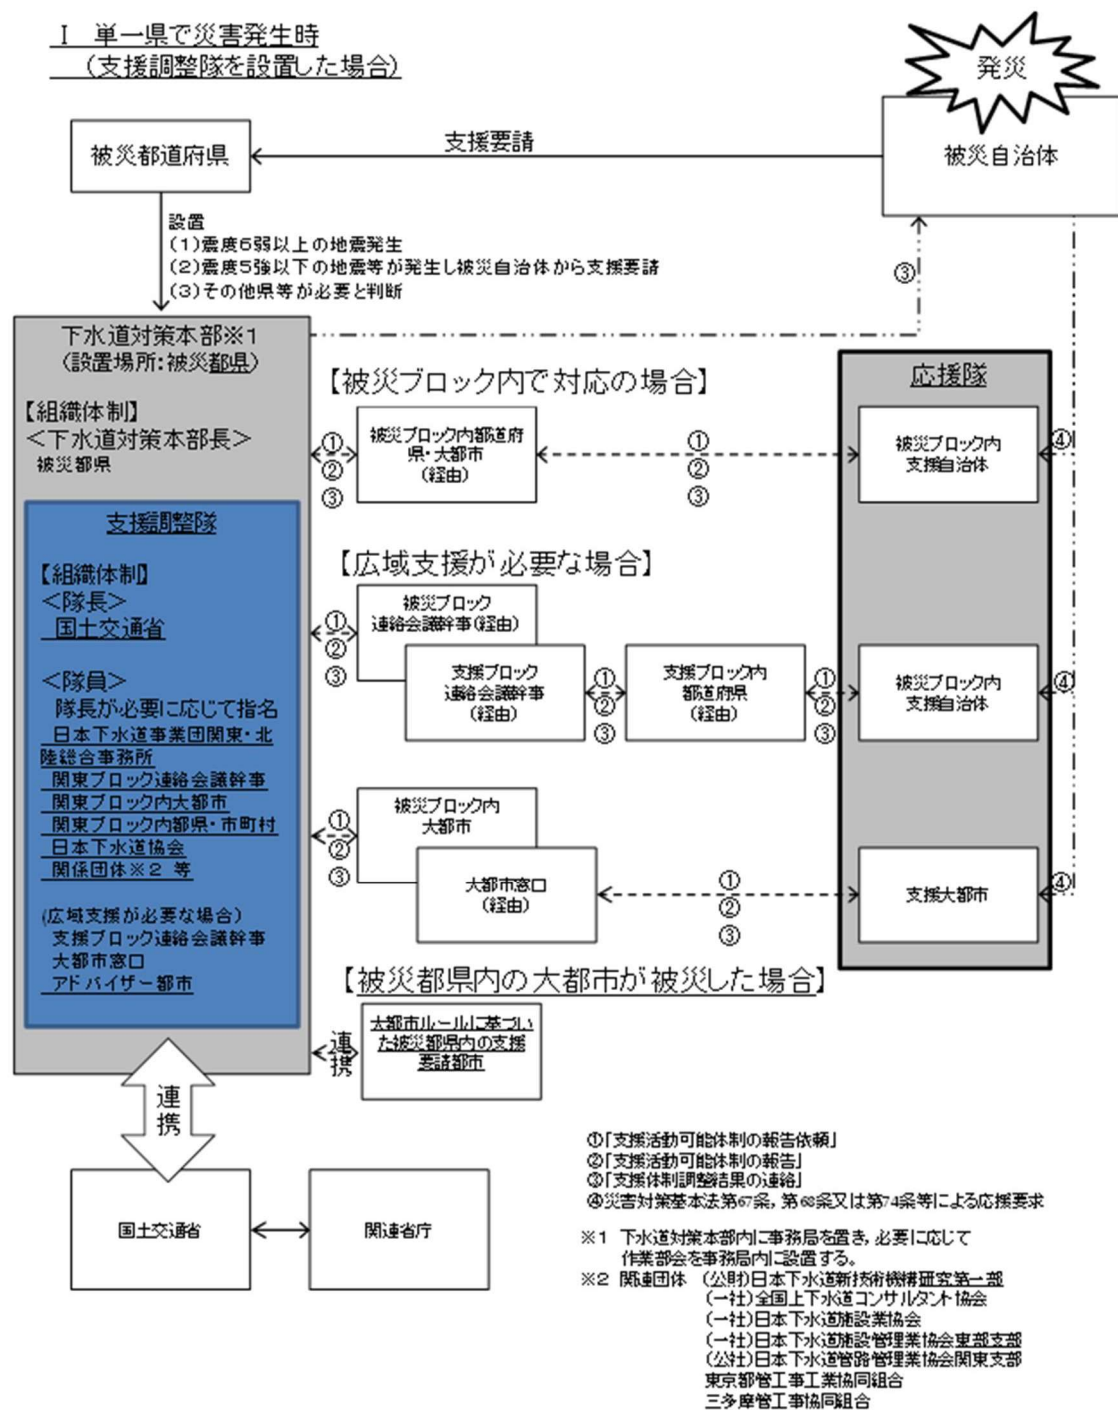 Ⅰ 単一県で災害発生時
(支援調整隊を設置した場合)
発災
被災都道府県
支援要請
被災自治体
設置
(1)震度6弱以上の地震発生
(2)震度5強以下の地震等が発生し被災自治体から支援要請
(3)その他県等が必要と判断
③
下水道対策本部※1
(設置場所:被災都県)
【組織体制】
<下水道対策本部長>
被災都県
支援調整隊
【組織体制】
<隊長>
国土交通省
<隊員>
隊長が必要に応じて指名
日本下水道事業団関東・北
陸総合事務所
関東ブロック連絡会議幹事
関東ブロック内大都市
関東ブロック内都県・市町村
日本下水道協会
関係団体※2 等
(広域支援が必要な場合)
支援ブロック連絡会議幹事
大都市窓口
アドバイザー都市
【被災ブロック内で対応の場合】
①
②
③
被災ブロック内都道府
県・大都市
(経由)
①
②
③
応援隊
被災ブロック内
支援自治体
④
【広域支援が必要な場合】
①
②
③
被災ブロック
連絡会議幹事(経由)
支援ブロック
連絡会議幹事
(経由)
①
②
③
支援ブロック内
都道府県
(経由)
①
②
③
被災ブロック内
支援自治体
④
①
②
③
被災ブロック内
大都市
大都市窓口
(経由)
①
②
③
支援大都市
④
【被災都県内の大都市が被災した場合】
連携
大都市ルールに基づい
た被災都県内の支援
要請都市
連携
国土交通省
関連省庁
①「支援活動可能体制の報告依頼」
②「支援活動可能体制の報告」
③「支援体制調整結果の連絡」
④災害対策基本法第67条,第68条又は第74条等による応援要求
※1 下水道対策本部内に事務局を置き,必要に応じて
作業部会を事務局内に設置する。
※2 関連団体 (公財)日本下水道新技術機構研究第一部
(一社)全国上下水道コンサルタント協会
(一社)日本下水道施設業協会
(一社)日本下水道施設管理業協会東部支部
(公社)日本下水道管路管理業協会関東支部
東京都管工事工業協同組合
三多摩管工事協同組合